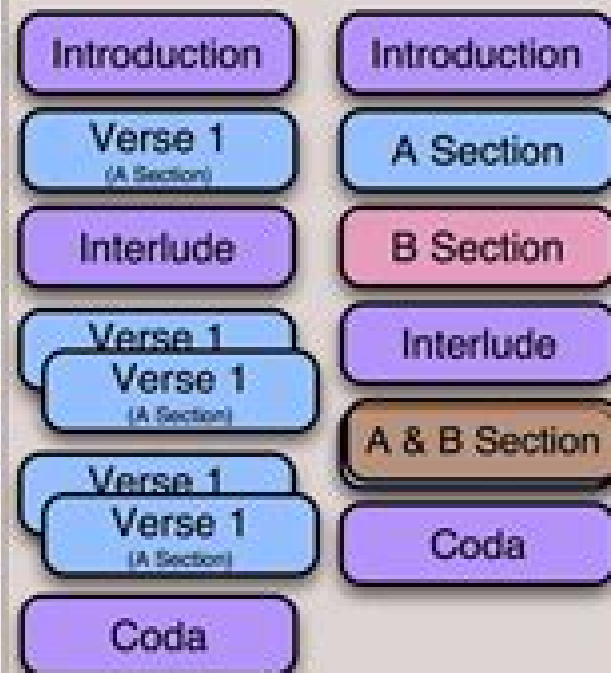 Introduction
Verse 1
(A Section)
Interlude
Verse 1
Verse 1
(A Section)
Verse 1
Verse 1
(A Section)
Coda
Introduction
A Section
B Section
Interlude
A & B Section
Coda